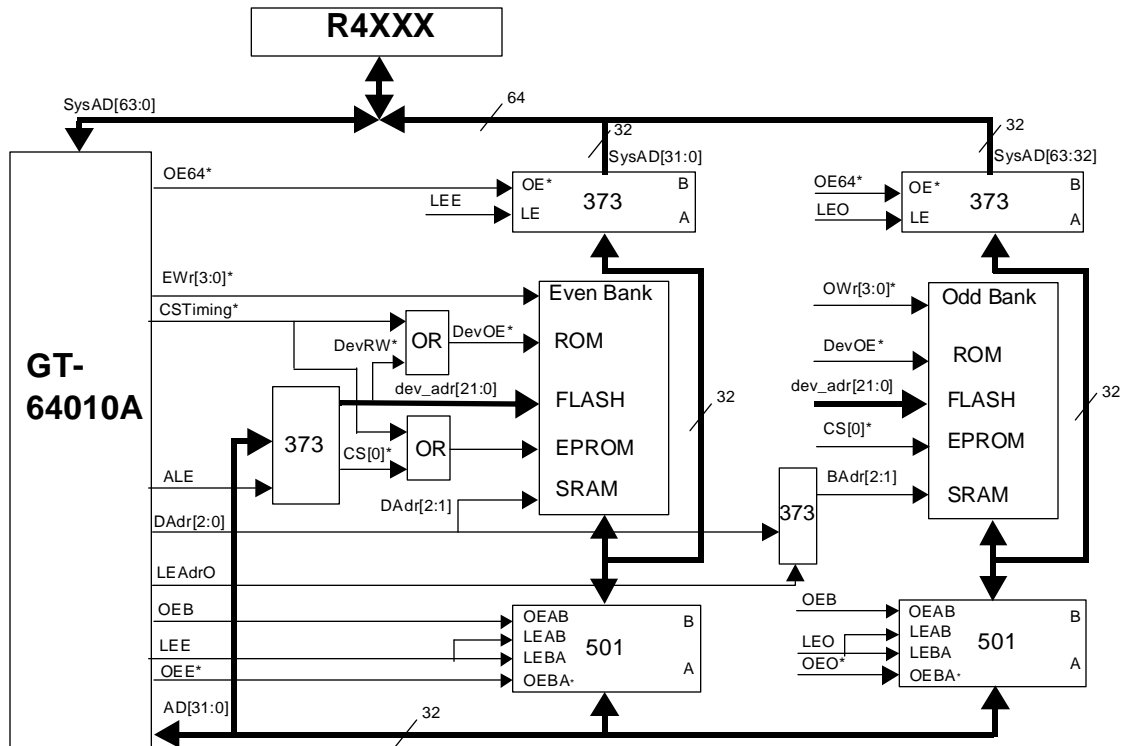 R4XXX
SysAD[63:0]
64
32
SysAD[31:0]
32
SysAD[63:32]
OE64*
OE*
B
LEE
LE
373
A
OE64*
OE*
B
LEO
LE
373
A
GT-
64010A
EWr[3:0]*
CSTiming*
DevRW*
OR
DevOE*
dev_adr[21:0]
373
CS[0]*
OR
Even Bank
ROM
FLASH
EPROM
SRAM
32
OWr[3:0]*
DevOE*
dev_adr[21:0]
CS[0]*
BAdr[2:1]
Odd Bank
ROM
FLASH
EPROM
SRAM
32
ALE
DAdr[2:0]
DAdr[2:1]
373
LEAdrO
OEB
LEE
OEE*
OEAB
LEAB
LEBA
OEBA*
501
B
A
OEB
LEO
OEO*
OEAB
LEAB
LEBA
OEBA*
501
B
A
AD[31:0]
32